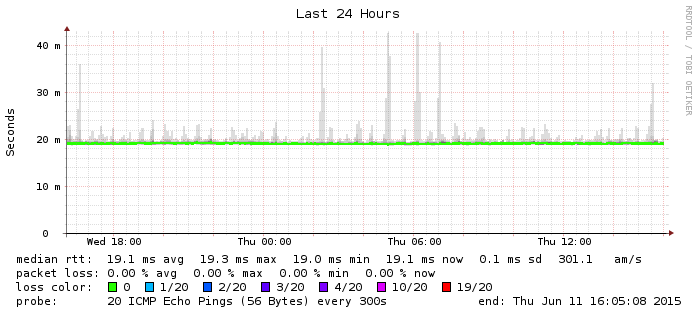 Last 24 Hours
RRDTOOL / TOBI OETIKER
Seconds
40 m
30 m
20 m
10 m
0
Wed 18:00 Thu 00:00 Thu 06:00 Thu 12:00
median rtt: 19.1 ms avg 19.3 ms max 19.0 ms min 19.1 ms now 0.1 ms sd 301.1 am/s
packet loss: 0.00 % avg 0.00 % max 0.00 % min 0.00 % now
loss color: 0 1/20 2/20 3/20 4/20 10/20 19/20
probe: 20 ICMP Echo Pings (56 Bytes) every 300s end: Thu Jun 11 16:05:08 2015